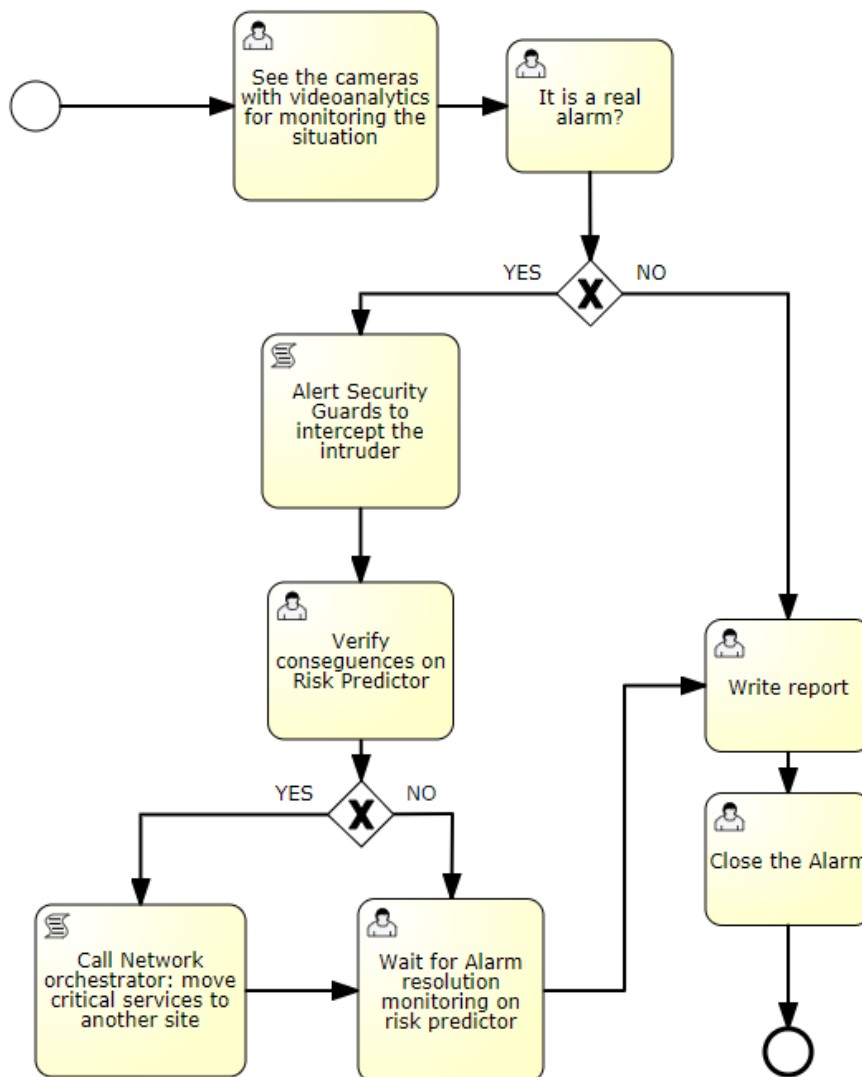 See the cameras
with videoanalytics
for monitoring the
situation
It is a real
alarm?
YES
NO
Alert Security
Guards to
intercept the
intruder
Verify
conseguences on
Risk Predictor
Write report
YES
NO
Close the Alarm
Call Network
orchestrator: move
critical services to
another site
Wait for Alarm
resolution
monitoring on
risk predictor